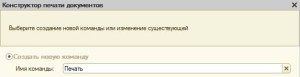 Конструктор печати документов
Выберите создание новой команды или изменение существующей
Создать новую команду
Имя команды: Печать